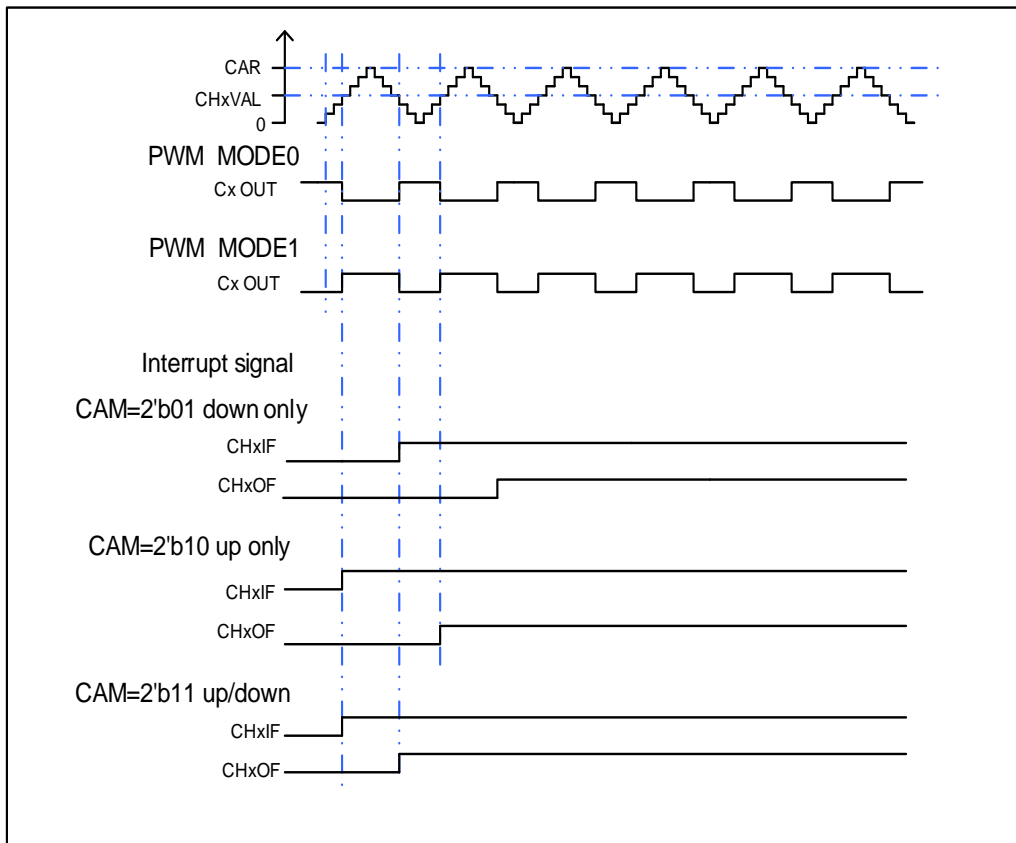 CAR
CHxVAL
0
PWM MODE0
Cx OUT
PWM MODE1
Cx OUT
Interrupt signal
CAM=2'b01 down only
CHxIF
CHxOF
CAM=2'b10 up only
CHxIF
CHxOF
CAM=2'b11 up/down
CHxIF
CHxOF